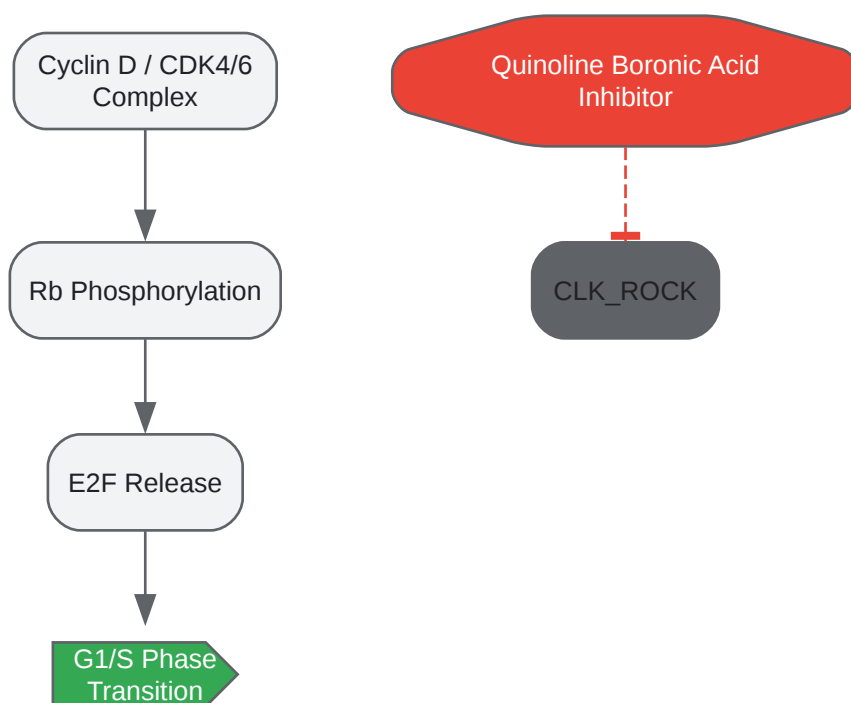 Cyclin D / CDK4/6
Complex
Quinoline Boronic Acid
Inhibitor
Rb Phosphorylation
CLK_ROCK
E2F Release
G1/S Phase
Transition